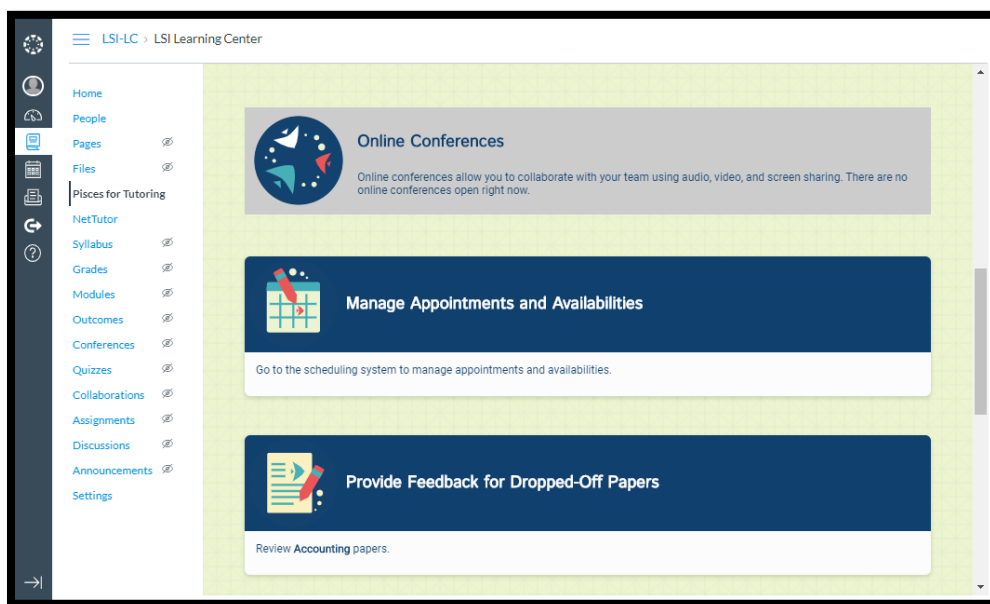 LSI-LC › LSI Learning Center
Home
People
Pages
Files
Pisces for Tutoring
NetTutor
Syllabus
Grades
Modules
Outcomes
Conferences
Quizzes
Collaborations
Assignments
Discussions
Announcements
Settings
Online Conferences
Online conferences allow you to collaborate with your team using audio, video, and screen sharing. There are no
online conferences open right now.
Manage Appointments and Availabilities
Go to the scheduling system to manage appointments and availabilities.
Provide Feedback for Dropped-Off Papers
Review Accounting papers.